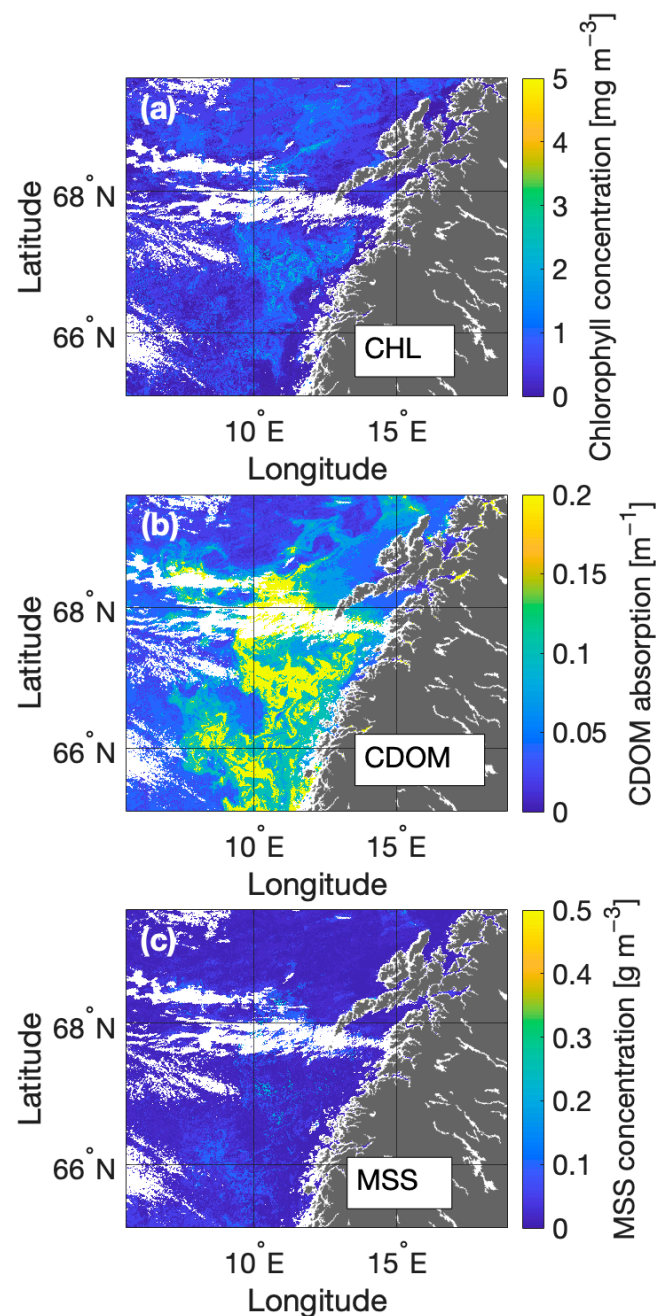 (a)
68°N
66°N
Latitude
10°E
15°E
Longitude
CHL
5
4
3
2
1
0
Chlorophyll concentration [mg m⁻³]
(b)
68°N
66°N
Latitude
10°E
15°E
Longitude
CDOM
0.2
0.15
0.1
0.05
0
CDOM absorption [m⁻¹]
(c)
68°N
66°N
Latitude
10°E
15°E
Longitude
MSS
0.5
0.4
0.3
0.2
0.1
0
MSS concentration [g m⁻³]